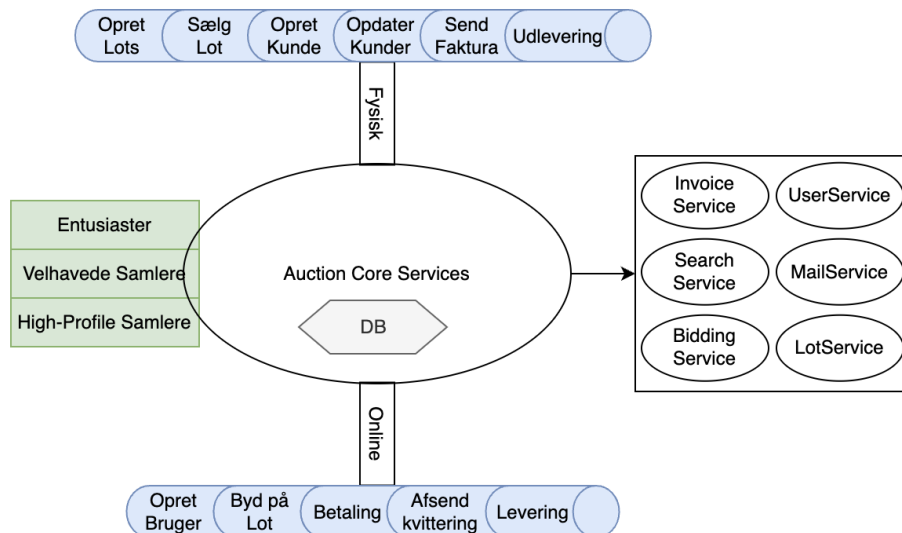 Opret
Lots
Sælg
Lot
Opret
Kunde
Opdater
Kunder
Send
Faktura
Udlevering
Fysisk
Entusiaster
Velhavede Samlere
High-Profile Samlere
Auction Core Services
DB
Invoice
Service
UserService
Search
Service
MailService
Bidding
Service
LotService
Online
Opret
Bruger
Byd på
Lot
Betaling
Afsend
kvittering
Levering